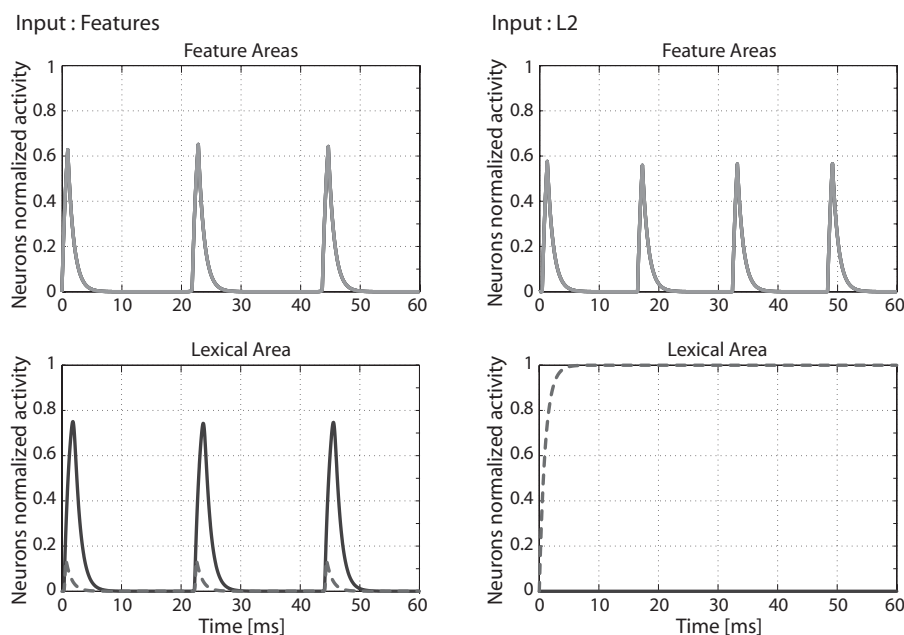 Input : Features
Input : L2
Feature Areas
Neurons normalized activity
1
0.8
0.6
0.4
0.2
0
0 10 20 30 40 50 60
Feature Areas
Neurons normalized activity
1
0.8
0.6
0.4
0.2
0
0 10 20 30 40 50 60
Lexical Area
Neurons normalized activity
1
0.8
0.6
0.4
0.2
0
0 10 20 30 40 50 60
Time [ms]
Lexical Area
Neurons normalized activity
1
0.8
0.6
0.4
0.2
0
0 10 20 30 40 50 60
Time [ms]